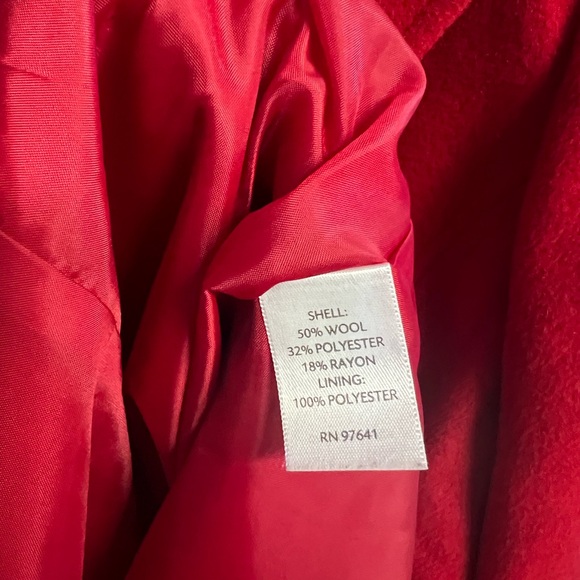 SHELL:
50% WOOL
32% POLYESTER
18% RAYON
LINING:
100% POLYESTER
RN 97641